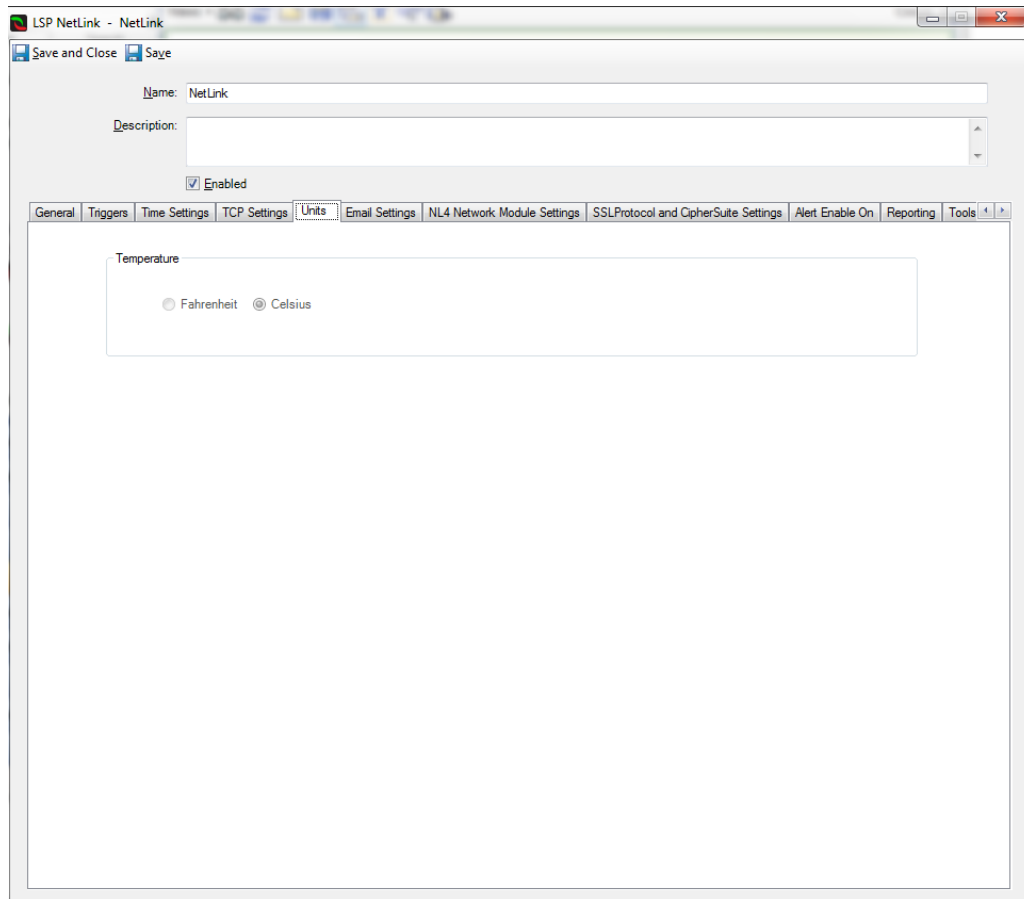 LSP NetLink - NetLink
Save and Close Save
Name: NetLink
Description:
Enabled
General Triggers Time Settings TCP Settings Units Email Settings NL4 Network Module Settings SSLProtocol and CipherSuite Settings Alert Enable On Reporting Tools
Temperature
Fahrenheit Celsius